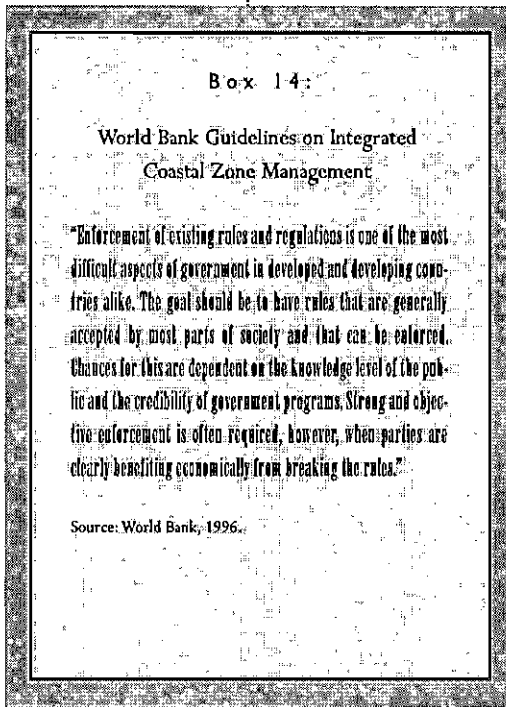 Box 14:
World Bank Guidelines on Integrated
Coastal Zone Management
"Enforcement of existing rules and regulations is one of the most
difficult aspects of government in developed and developing coun-
tries alike. The goal should be to have rules that are generally
accepted by most parts of society and that can be enforced.
Chances for this are dependent on the knowledge level of the pub-
lic and the credibility of government programs. Strong and objec-
tive enforcement is often required, however, when parties are
clearly benefiting economically from breaking the rules."
Source: World Bank, 1996.